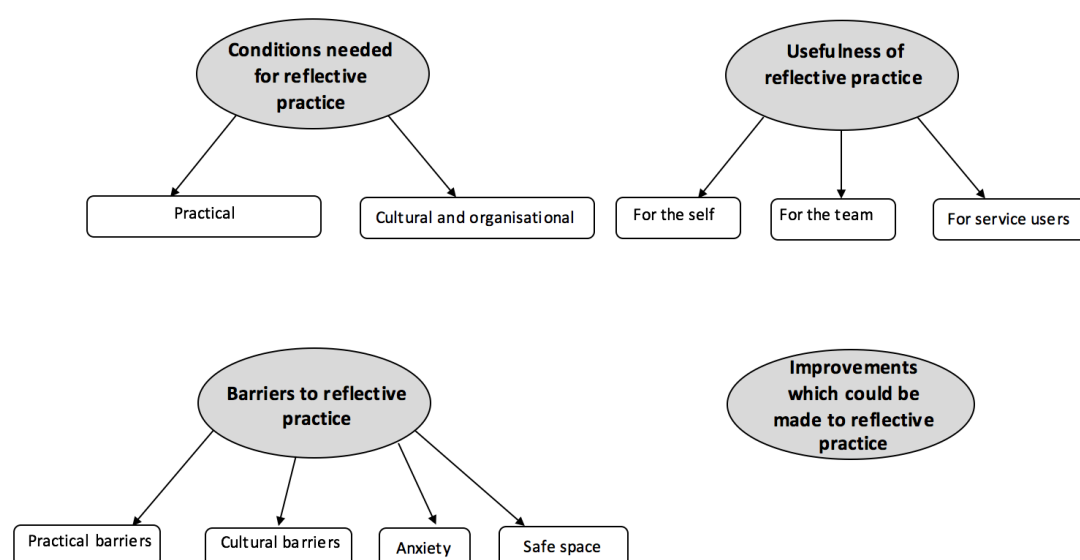 Conditions needed
for reflective
practice
Usefulness of
reflective practice
Practical
Cultural and organisational
For the self
For the team
For service users
Barriers to reflective
practice
Improvements
which could be
made to reflective
practice
Practical barriers
Cultural barriers
Anxiety
Safe space